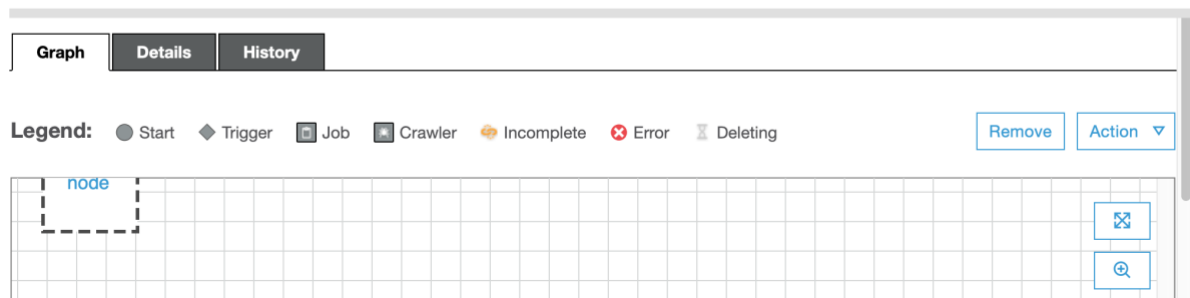 Graph Details History
Legend: Start Trigger Job Crawler Incomplete Error Deleting Remove Action
node